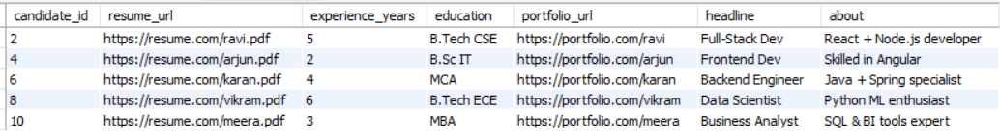 candidate_id resume_url experience_years education portfolio_url headline about
2 https://resume.com/ravi.pdf 5 B.Tech CSE https://portfolio.com/ravi Full-Stack Dev React + Node.js developer
4 https://resume.com/arjun.pdf 2 B.Sc IT https://portfolio.com/arjun Frontend Dev Skilled in Angular
6 https://resume.com/karan.pdf 4 MCA https://portfolio.com/karan Backend Engineer Java + Spring specialist
8 https://resume.com/vikram.pdf 6 B.Tech ECE https://portfolio.com/vikram Data Scientist Python ML enthusiast
10 https://resume.com/meera.pdf 3 MBA https://portfolio.com/meera Business Analyst SQL & BI tools expert